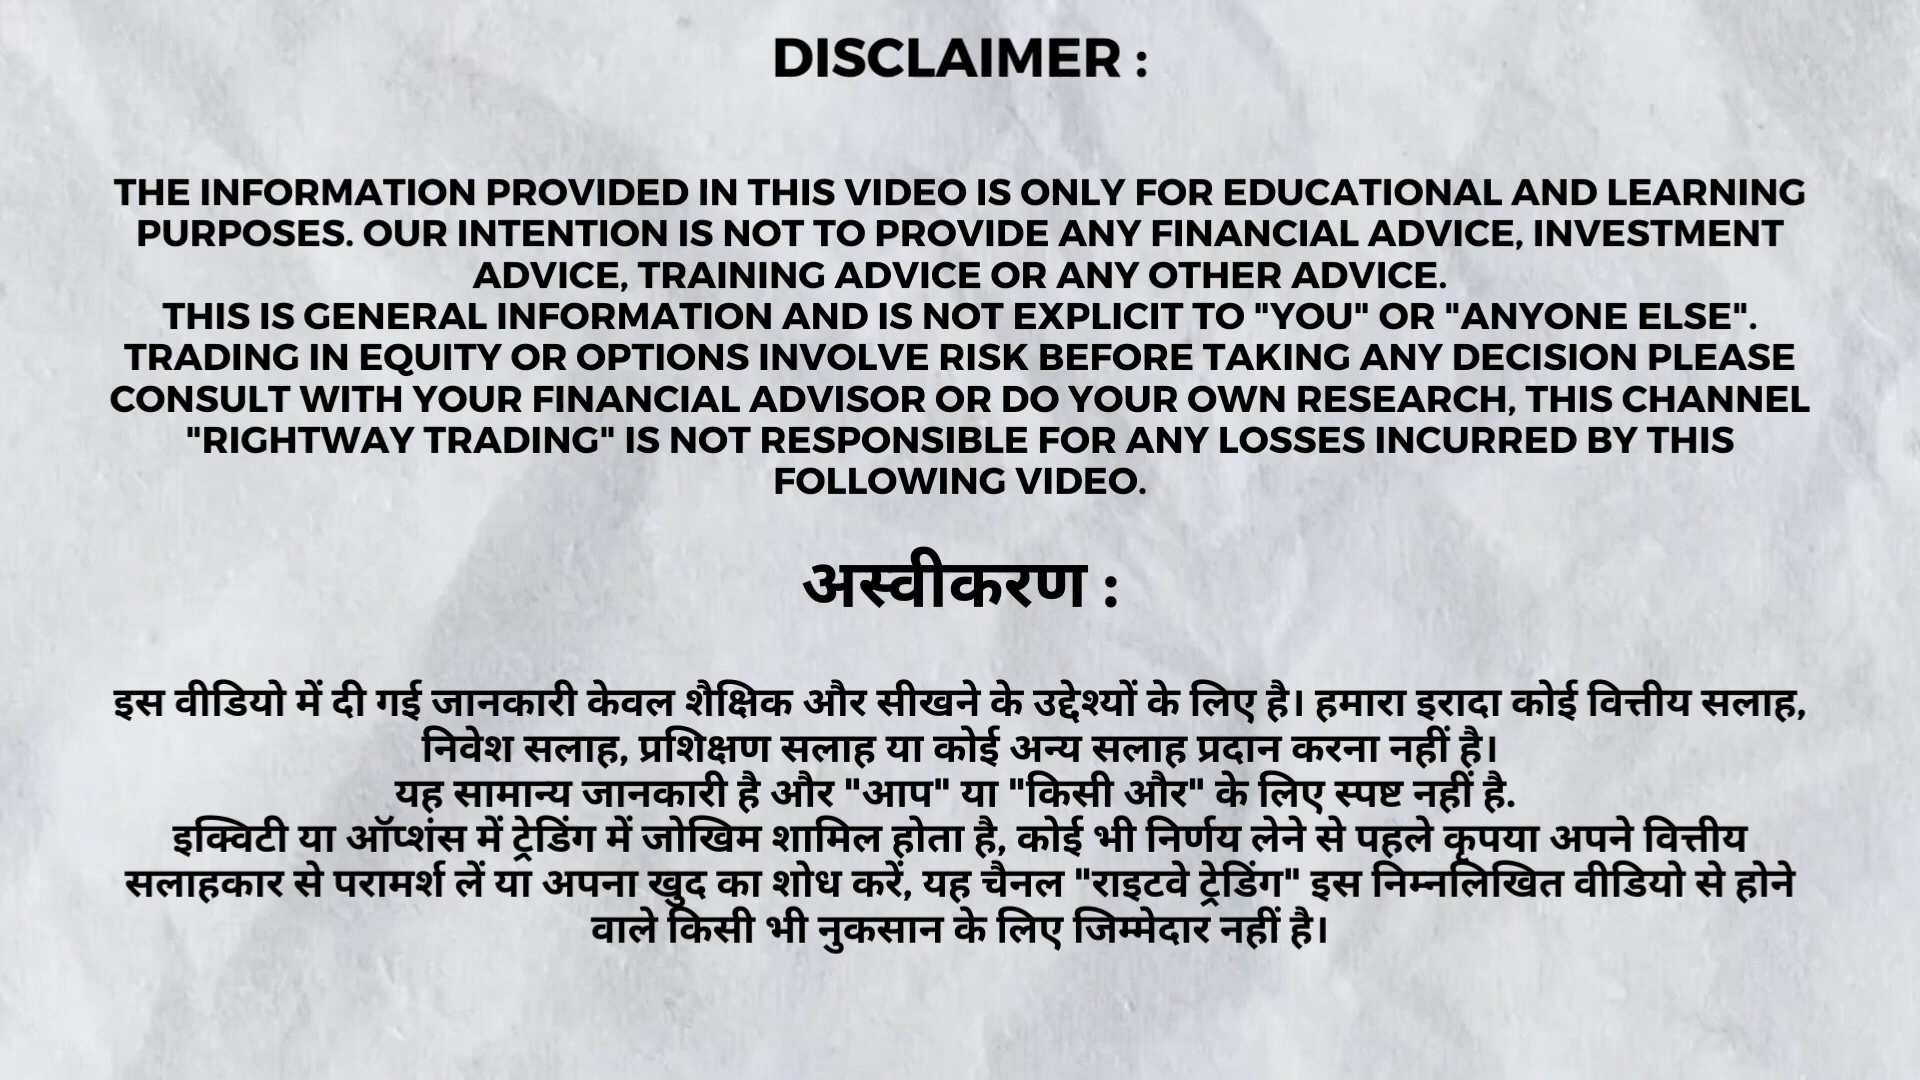 DISCLAIMER :
THE INFORMATION PROVIDED IN THIS VIDEO IS ONLY FOR EDUCATIONAL AND LEARNING
PURPOSES. OUR INTENTION IS NOT TO PROVIDE ANY FINANCIAL ADVICE, INVESTMENT
ADVICE, TRAINING ADVICE OR ANY OTHER ADVICE.
THIS IS GENERAL INFORMATION AND IS NOT EXPLICIT TO "YOU" OR "ANYONE ELSE".
TRADING IN EQUITY OR OPTIONS INVOLVE RISK BEFORE TAKING ANY DECISION PLEASE
CONSULT WITH YOUR FINANCIAL ADVISOR OR DO YOUR OWN RESEARCH, THIS CHANNEL
"RIGHTWAY TRADING" IS NOT RESPONSIBLE FOR ANY LOSSES INCURRED BY THIS
FOLLOWING VIDEO.
अस्वीकरण :
इस वीडियो में दी गई जानकारी केवल शैक्षिक और सीखने के उद्देश्यों के लिए है। हमारा इरादा कोई वित्तीय सलाह,
निवेश सलाह, प्रशिक्षण सलाह या कोई अन्य सलाह प्रदान करना नहीं है।
यह सामान्य जानकारी है और "आप" या "किसी और" के लिए स्पष्ट नहीं है.
इक्विटी या ऑप्शंस में ट्रेडिंग में जोखिम शामिल होता है, कोई भी निर्णय लेने से पहले कृपया अपने वित्तीय
सलाहकार से परामर्श लें या अपना खुद का शोध करें, यह चैनल "राइटवे ट्रेडिंग" इस निम्नलिखित वीडियो से होने
वाले किसी भी नुकसान के लिए जिम्मेदार नहीं है।